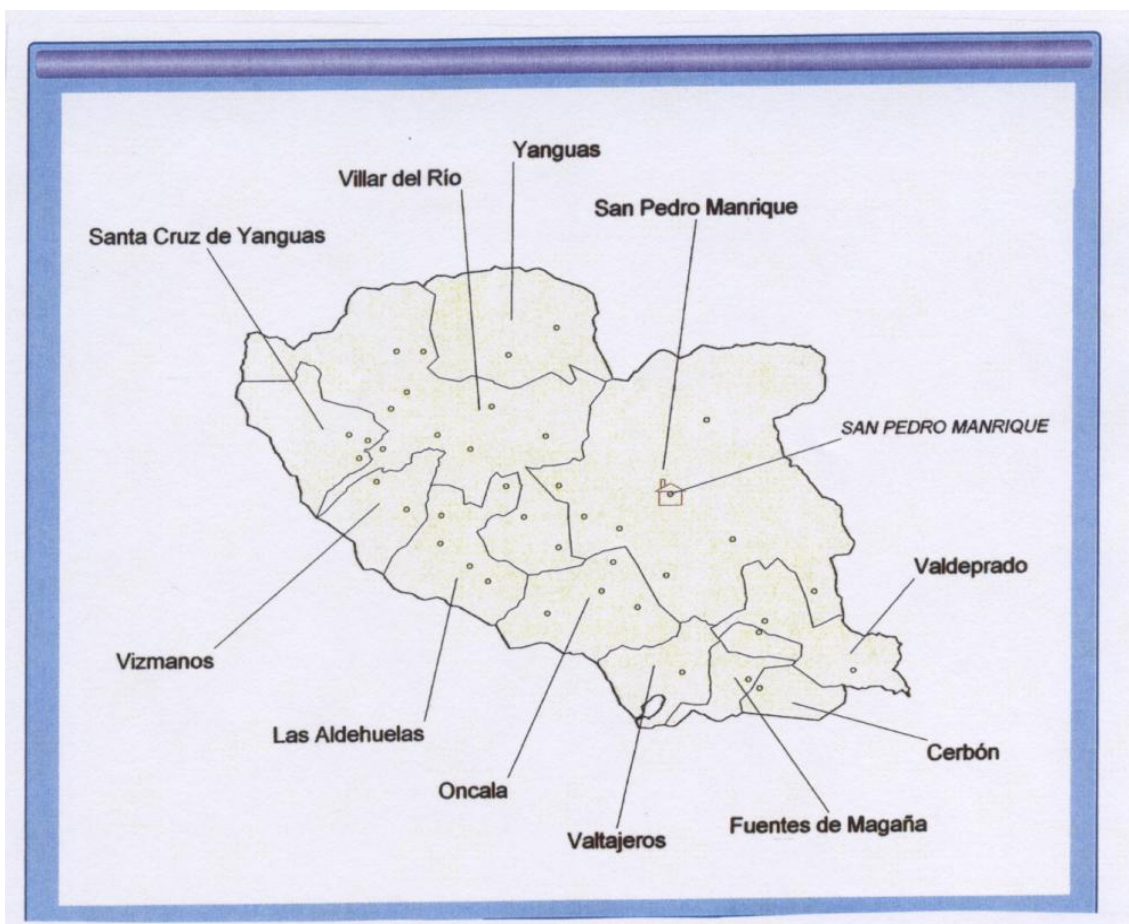 Yanguas
Villar del Río
San Pedro Manrique
Santa Cruz de Yanguas
SAN PEDRO MANRIQUE
Valdeprado
Vizmanos
Las Aldehuelas
Cerbón
Oncala
Fuentes de Magaña
Valtajeros